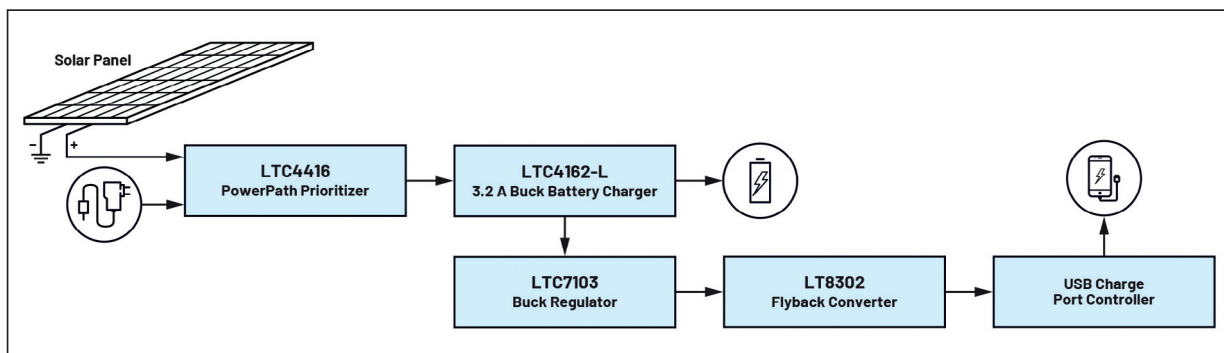 Solar Panel
–
+
LTC4416
PowerPath Prioritizer
LTC4162-L
3.2 A Buck Battery Charger
LTC7103
Buck Regulator
LT8302
Flyback Converter
USB Charge
Port Controller